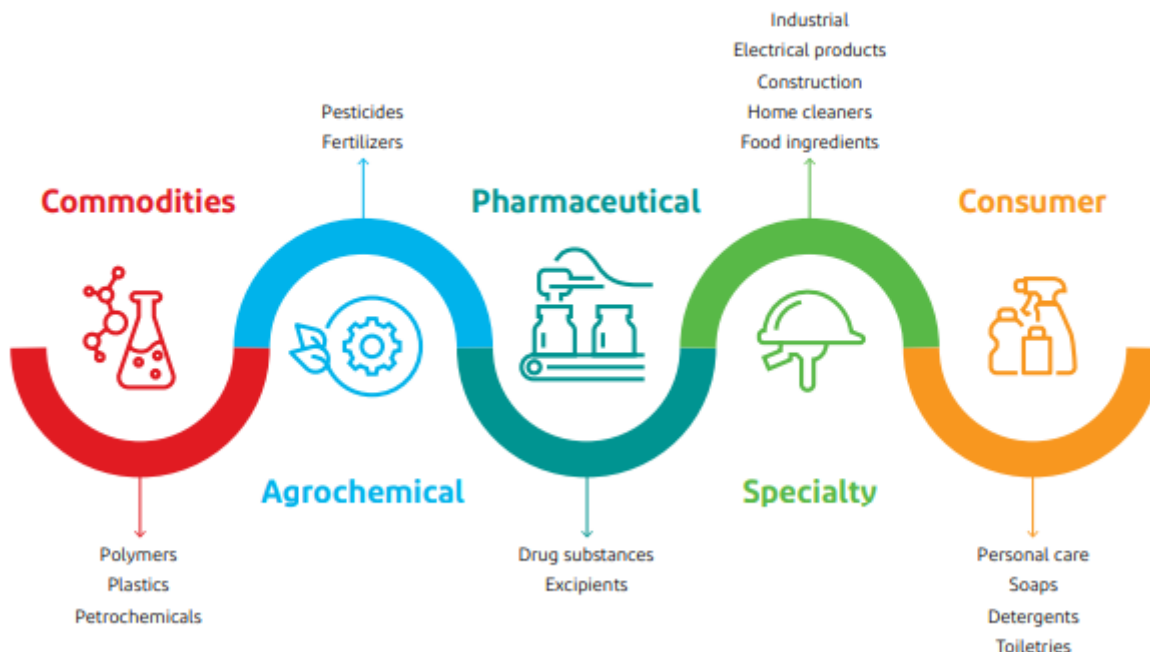 Commodities
Polymers
Plastics
Petrochemicals
Pesticides
Fertilizers
Agrochemical
Pharmaceutical
Drug substances
Excipients
Industrial
Electrical products
Construction
Home cleaners
Food ingredients
Specialty
Consumer
Personal care
Soaps
Detergents
Toiletries